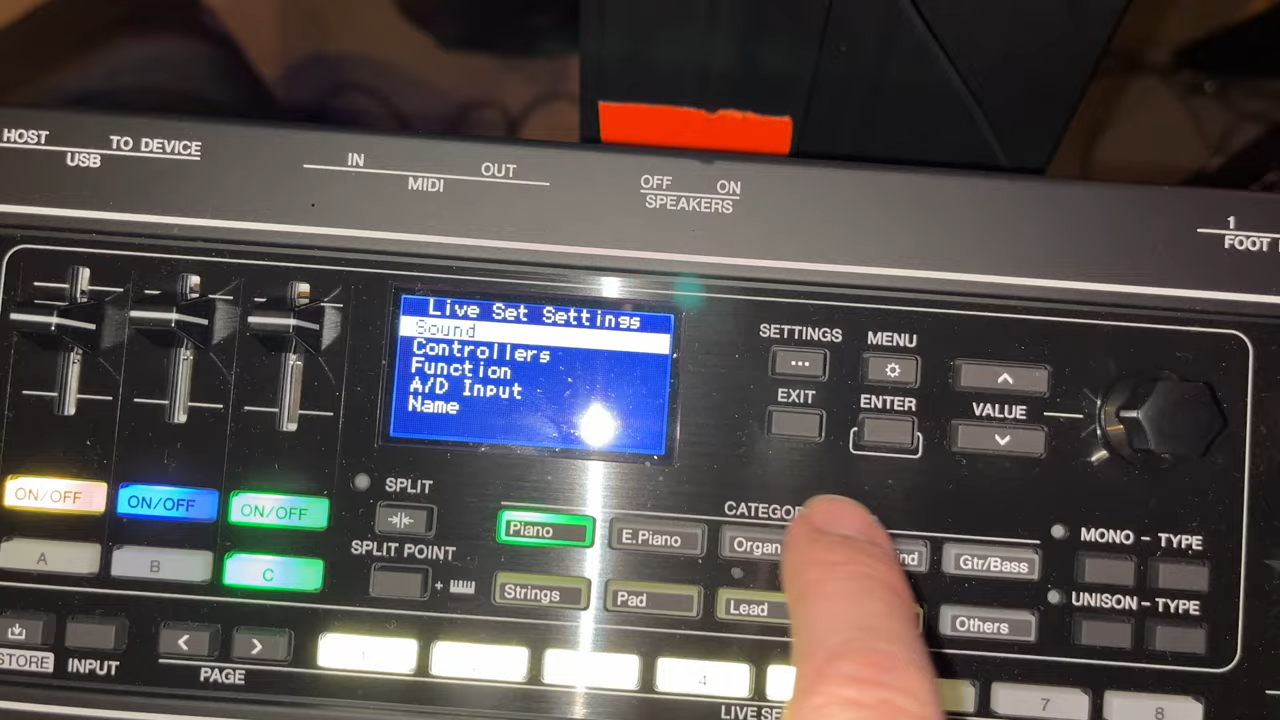 HOST
TO DEVICE
USB
IN
OUT
MIDI
OFF
ON
SPEAKERS
1
FOOT
Live Set Settings
Sound
Controllers
Function
A/D Input
Name
SETTINGS
MENU
EXIT
ENTER
VALUE
ON/OFF
ON/OFF
ON/OFF
SPLIT
A
B
C
SPLIT POINT
Piano
E.Piano
Organ
Gtr/Bass
Strings
Pad
Lead
Others
MONO - TYPE
UNISON - TYPE
INPUT
PAGE
4
7
8